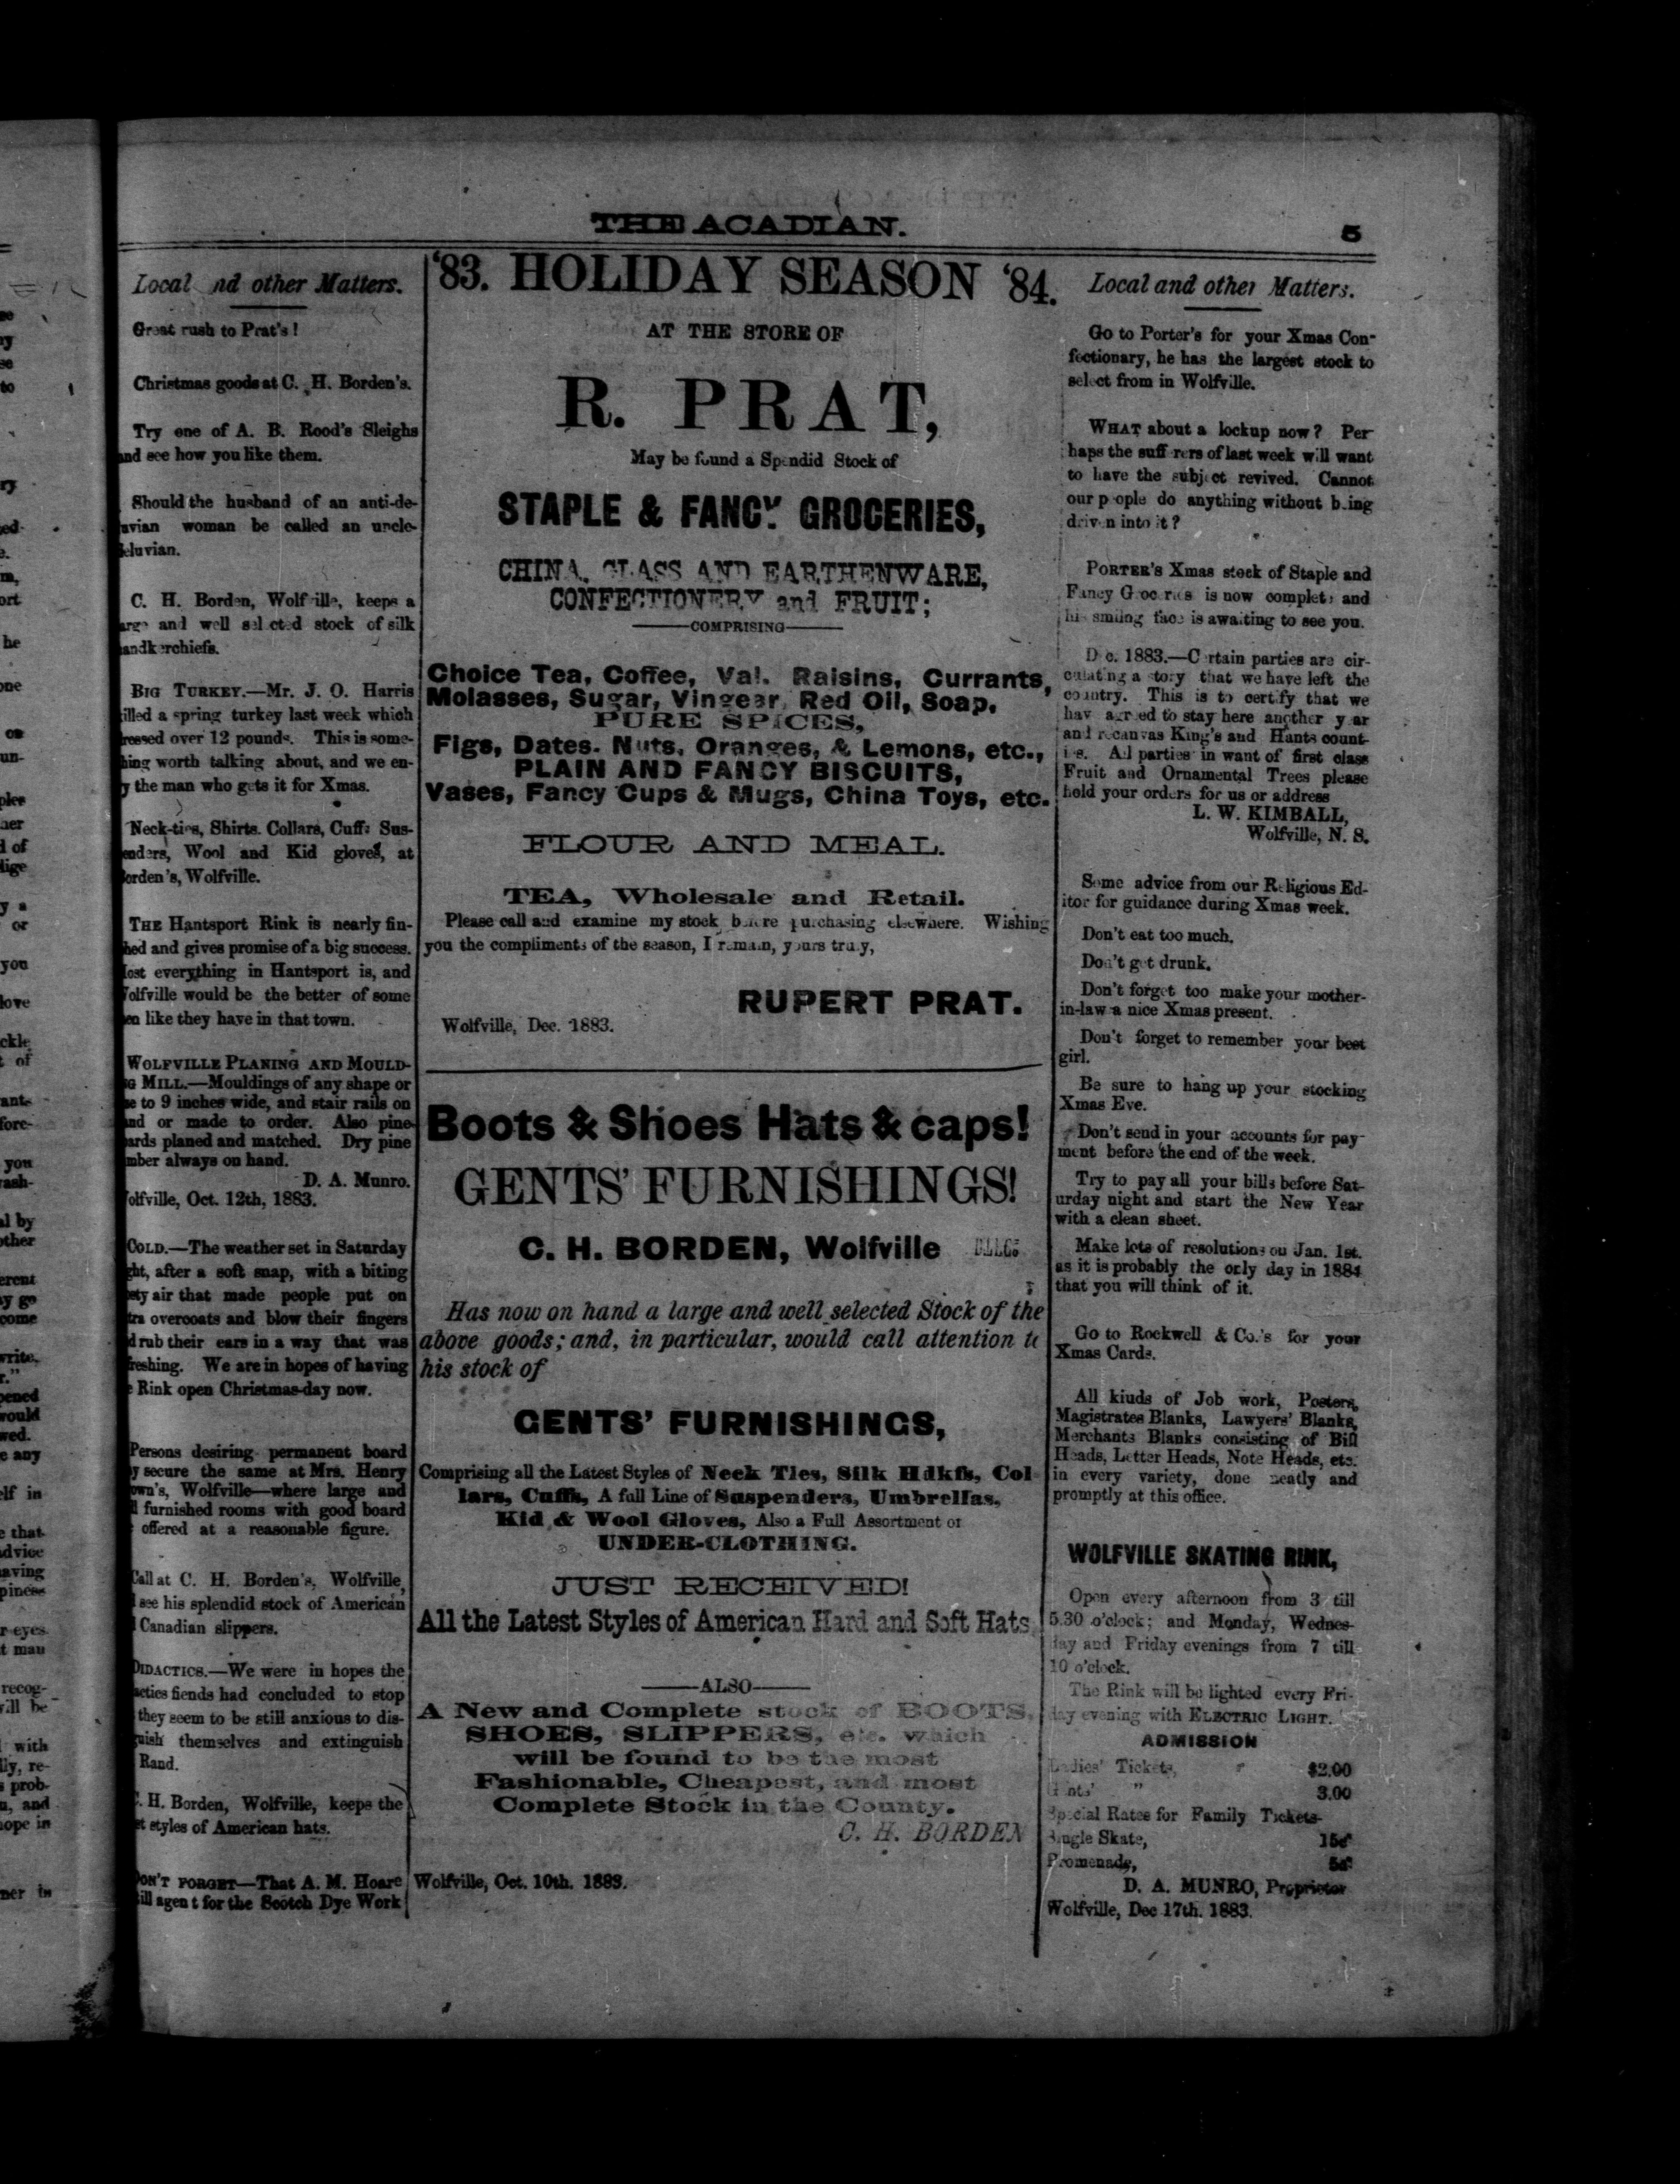 THE ACADIAN.
5
Local nd other Matters.
Great rush to Prat's!
Christmas goods at C. H. Borden's.
Try one of A. B. Rood's Sleighs
and see how you like them.
Should the husband of an anti-de-
avian woman be called an uncle-
deluvian.
C. H. Borden, Wolfville, keeps a
arge and well selected stock of silk
andkerchiefs.
BIG TURKEY.—Mr. J. O. Harris
illed a spring turkey last week which
ressed over 12 pounds. This is some-
hing worth talking about, and we en-
y the man who gets it for Xmas.
Neck-ties, Shirts. Collars, Cuffs Sus-
enders, Wool and Kid gloves, at
Borden's, Wolfville.
THE Hantsport Rink is nearly fin-
hed and gives promise of a big success.
ost everything in Hantsport is, and
Wolfville would be the better of some
en like they have in that town.
WOLFVILLE PLANING AND MOULD-
G MILL.—Mouldings of any shape or
ze to 9 inches wide, and stair rails on
nd or made to order. Also pine
ards planed and matched. Dry pine
mber always on hand.
D. A. Munro.
Wolfville, Oct. 12th, 1883.
COLD.—The weather set in Saturday
ght, after a soft snap, with a biting
sty air that made people put on
tra overcoats and blow their fingers
d rub their ears in a way that was
freshing. We are in hopes of having
e Rink open Christmas-day now.
Persons desiring permanent board
y secure the same at Mrs. Henry
own's, Wolfville—where large and
l furnished rooms with good board
offered at a reasonable figure.
Call at C. H. Borden's, Wolfville,
see his splendid stock of American
Canadian slippers.
DIDACTICS.—We were in hopes the
actics fiends had concluded to stop
they seem to be still anxious to dis-
uish themselves and extinguish
Rand.
C. H. Borden, Wolfville, keeps the
st styles of American hats.
DON'T FORGET—That A. M. Hoare
ill agent for the Scotch Dye Work
'83. HOLIDAY SEASON '84.
AT THE STORE OF
R. PRAT,
May be found a Spendid Stock of
STAPLE & FANCY GROCERIES,
CHINA, GLASS AND EARTHENWARE,
CONFECTIONERY and FRUIT;
COMPRISING
Choice Tea, Coffee, Val. Raisins, Currants,
Molasses, Sugar, Vingear, Red Oil, Soap,
PURE SPICES,
Figs, Dates. Nuts, Oranges, & Lemons, etc.,
PLAIN AND FANCY BISCUITS,
Vases, Fancy Cups & Mugs, China Toys, etc.
FLOUR AND MEAL.
TEA, Wholesale and Retail.
Please call and examine my stock before purchasing elsewhere. Wishing
you the compliments of the season, I remain, yours truly,
RUPERT PRAT.
Wolfville, Dec. 1883.
Boots & Shoes Hats & caps!
GENTS' FURNISHINGS!
C. H. BORDEN, Wolfville
Has now on hand a large and well selected Stock of the
above goods; and, in particular, would call attention to
his stock of
GENTS' FURNISHINGS,
Comprising all the Latest Styles of Neck Ties, Silk Hdkfs, Col
lars, Cuffs, A full Line of Suspenders, Umbrellas,
Kid & Wool Gloves, Also a Full Assortment of
UNDER-CLOTHING.
JUST RECEIVED!
All the Latest Styles of American Hard and Soft Hats
ALSO
A New and Complete stock of BOOTS,
SHOES, SLIPPERS, etc. which
will be found to be the most
Fashionable, Cheapest, and most
Complete Stock in the County.
C. H. BORDEN
Wolfville, Oct. 10th. 1883.
Local and other Matters.
Go to Porter's for your Xmas Con-
fectionary, he has the largest stock to
select from in Wolfville.
WHAT about a lockup now? Per
haps the sufferers of last week will want
to have the subject revived. Cannot
our people do anything without being
driven into it?
PORTER'S Xmas stock of Staple and
Fancy Groceries is now complete and
his smiling face is awaiting to see you.
Dec. 1883.—Certain parties are cir-
culating a story that we have left the
country. This is to certify that we
have agreed to stay here another year
and recanvas King's and Hants count-
ies. All parties in want of first class
Fruit and Ornamental Trees please
hold your orders for us or address
L. W. KIMBALL,
Wolfville, N. S.
Some advice from our Religious Ed-
itor for guidance during Xmas week.
Don't eat too much.
Don't get drunk.
Don't forget too make your mother-
in-law a nice Xmas present.
Don't forget to remember your best
girl.
Be sure to hang up your stocking
Xmas Eve.
Don't send in your accounts for pay-
ment before the end of the week.
Try to pay all your bills before Sat-
urday night and start the New Year
with a clean sheet.
Make lots of resolutions on Jan. 1st.
as it is probably the only day in 1884
that you will think of it.
Go to Rockwell & Co.'s for your
Xmas Cards.
All kinds of Job work, Posters,
Magistrates Blanks, Lawyers' Blanks,
Merchants Blanks consisting of Bill
Heads, Letter Heads, Note Heads, etc.
in every variety, done neatly and
promptly at this office.
WOLFVILLE SKATING RINK,
Open every afternoon from 3 till
5.30 o'clock; and Monday, Wednes-
day and Friday evenings from 7 till
10 o'clock.
The Rink will be lighted every Fri-
day evening with ELECTRIC LIGHT.
ADMISSION
Ladies' Tickets, " $2.00
Gents' " 3.00
Special Rates for Family Tickets-
Single Skate, 15c
Promenade, 5c
D. A. MUNRO, Proprietor
Wolfville, Dec 17th. 1883.